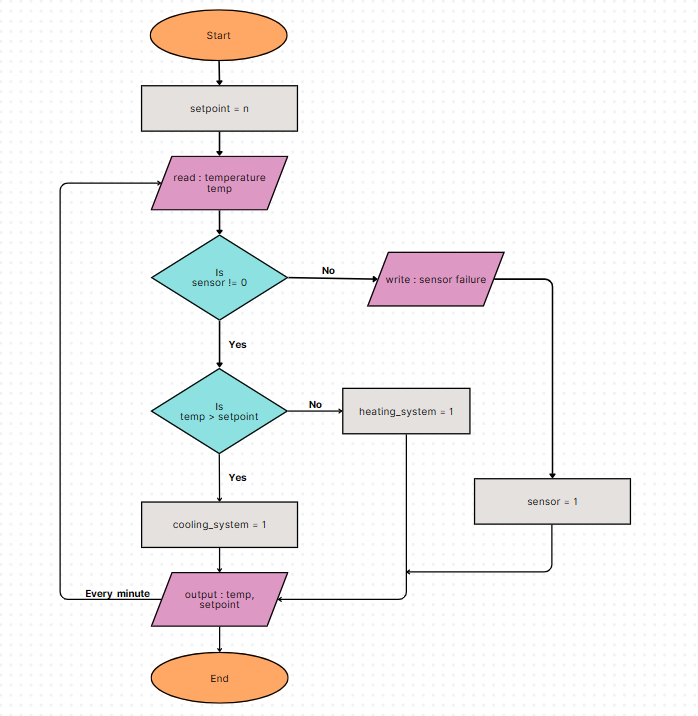 Start
setpoint = n
read : temperature
temp
Is
sensor != 0
No
write : sensor failure
Yes
Is
temp > setpoint
No
heating_system = 1
Yes
cooling_system = 1
sensor = 1
Every minute
output : temp,
setpoint
End